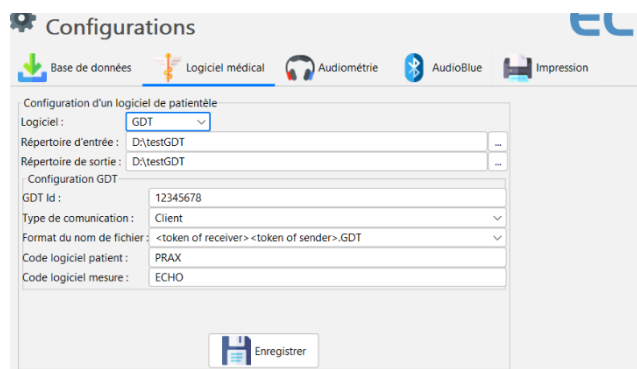 Configurations
EC
Base de données Logiciel médical Audiométrie AudioBlue Impression
Configuration d'un logiciel de patientèle
Logiciel : GDT
Répertoire d'entrée : D:\testGDT ...
Répertoire de sortie : D:\testGDT ...
Configuration GDT
GDT Id : 12345678
Type de comunication : Client
Format du nom de fichier : <token of receiver><token of sender>.GDT
Code logiciel patient : PRAX
Code logiciel mesure : ECHO
Enregistrer